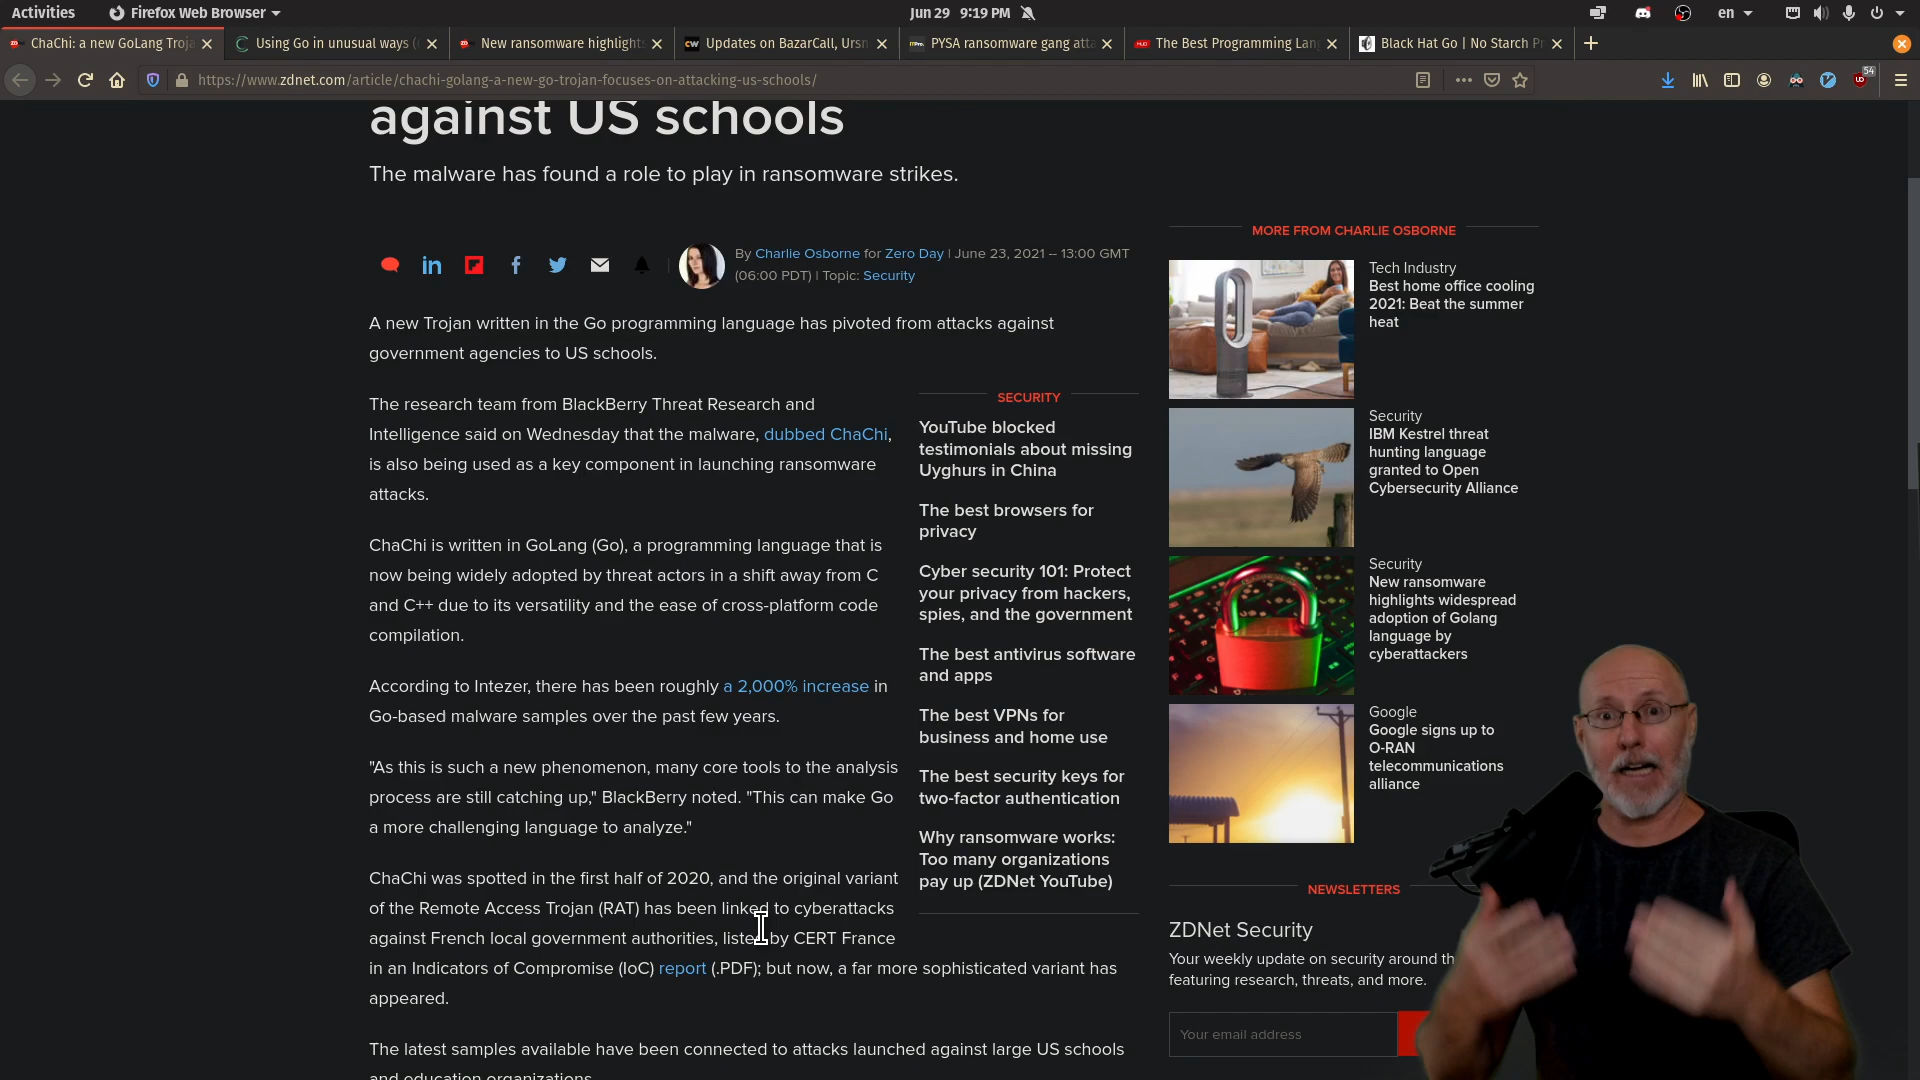 Activities
Firefox Web Browser
Jun 29 9:19 PM
en
ChaChi: a new GoLang Troja
Using Go in unusual ways (
New ransomware highlights
CW Updates on BazarCall, Ursn
ITPro. PYSA ransomware gang atta
The Best Programming Lang
Black Hat Go | No Starch Pr
https://www.zdnet.com/article/chachi-golang-a-new-go-trojan-focuses-on-attacking-us-schools/
54
against US schools
The malware has found a role to play in ransomware strikes.
By Charlie Osborne for Zero Day | June 23, 2021 -- 13:00 GMT
(06:00 PDT) | Topic: Security
A new Trojan written in the Go programming language has pivoted from attacks against
government agencies to US schools.
The research team from BlackBerry Threat Research and
Intelligence said on Wednesday that the malware, dubbed ChaChi,
is also being used as a key component in launching ransomware
attacks.
ChaChi is written in GoLang (Go), a programming language that is
now being widely adopted by threat actors in a shift away from C
and C++ due to its versatility and the ease of cross-platform code
compilation.
According to Intezer, there has been roughly a 2,000% increase in
Go-based malware samples over the past few years.
"As this is such a new phenomenon, many core tools to the analysis
process are still catching up," BlackBerry noted. "This can make Go
a more challenging language to analyze."
ChaChi was spotted in the first half of 2020, and the original variant
of the Remote Access Trojan (RAT) has been linked to cyberattacks
against French local government authorities, listed by CERT France
in an Indicators of Compromise (IoC) report (.PDF); but now, a far more sophisticated variant has
appeared.
The latest samples available have been connected to attacks launched against large US schools
and education organizations.
SECURITY
YouTube blocked
testimonials about missing
Uyghurs in China
The best browsers for
privacy
Cyber security 101: Protect
your privacy from hackers,
spies, and the government
The best antivirus software
and apps
The best VPNs for
business and home use
The best security keys for
two-factor authentication
Why ransomware works:
Too many organizations
pay up (ZDNet YouTube)
MORE FROM CHARLIE OSBORNE
Tech Industry
Best home office cooling
2021: Beat the summer
heat
Security
IBM Kestrel threat
hunting language
granted to Open
Cybersecurity Alliance
Security
New ransomware
highlights widespread
adoption of Golang
language by
cyberattackers
Google
Google signs up to
O-RAN
telecommunications
alliance
NEWSLETTERS
ZDNet Security
Your weekly update on security around th
featuring research, threats, and more.
Your email address